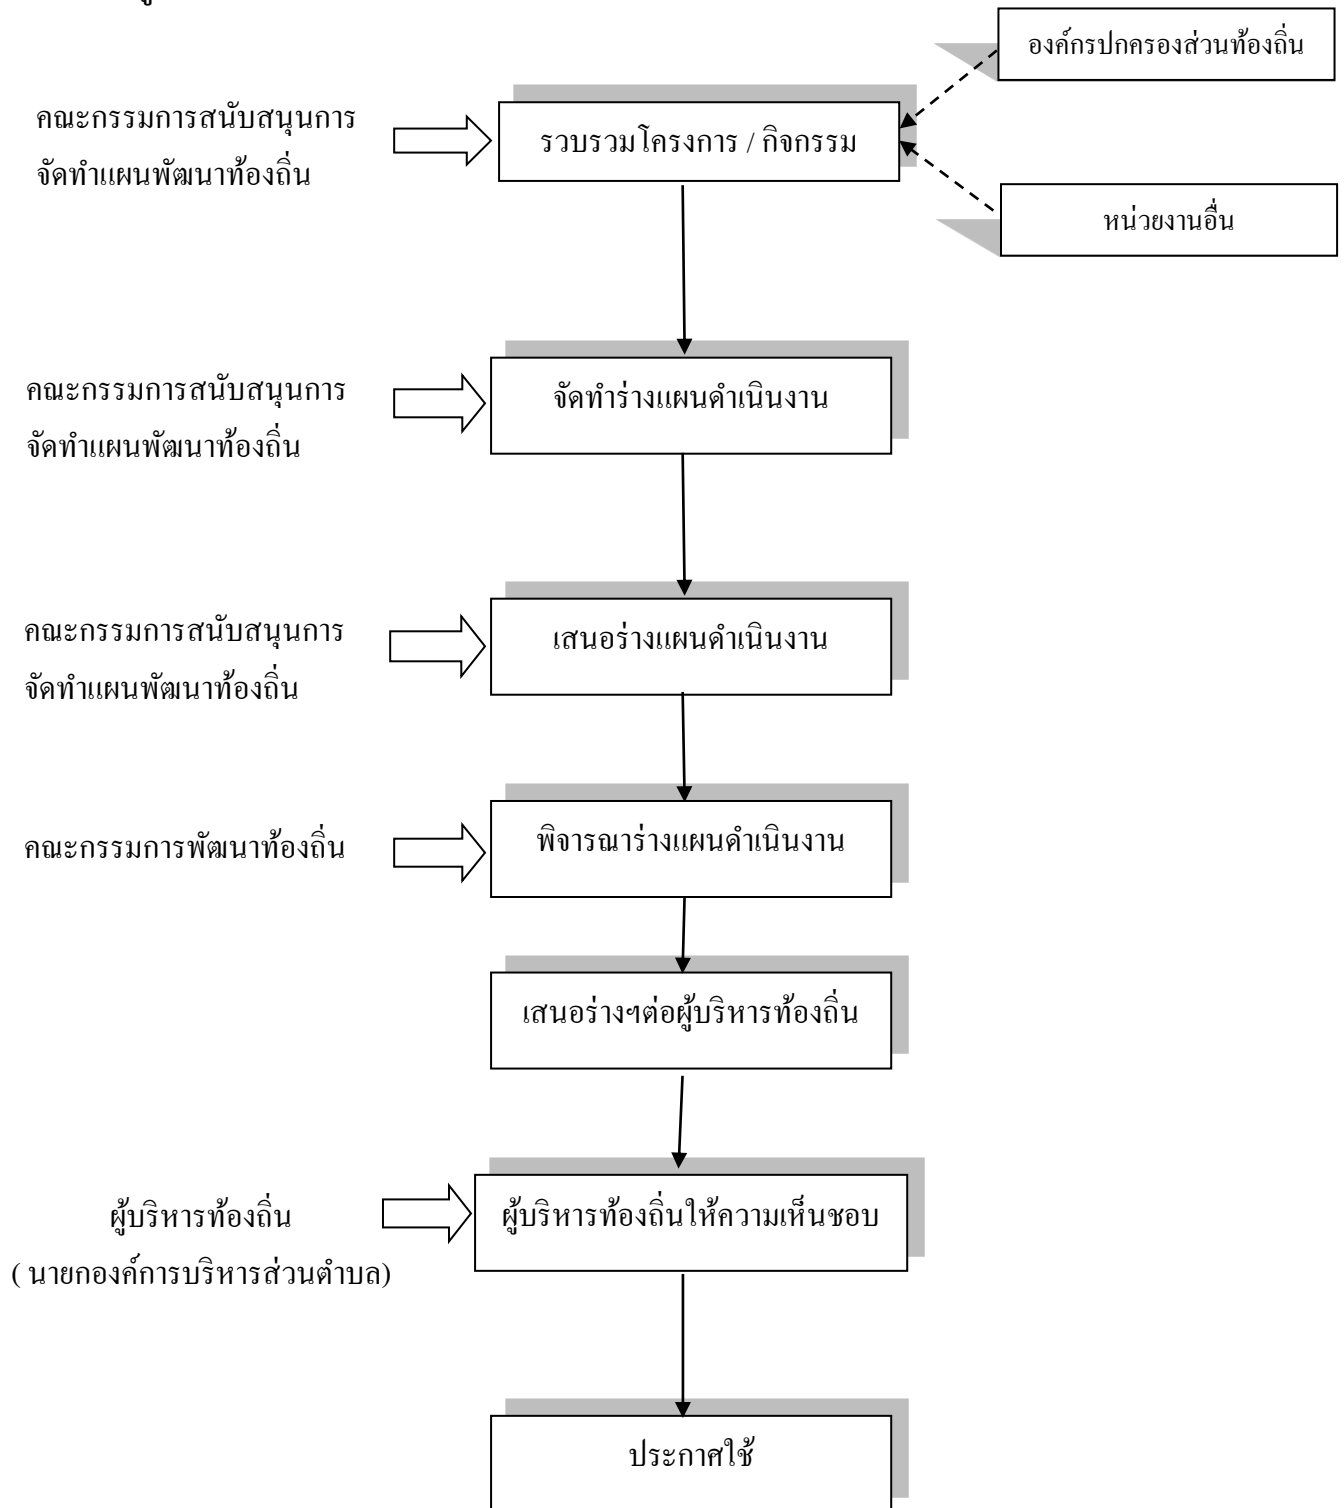 องค์กรปกครองส่วนท้องถิ่น
คณะกรรมการสนับสนุนการ
จัดทำแผนพัฒนาท้องถิ่น
รวบรวมโครงการ / กิจกรรม
หน่วยงานอื่น
คณะกรรมการสนับสนุนการ
จัดทำแผนพัฒนาท้องถิ่น
จัดทำร่างแผนดำเนินงาน
คณะกรรมการสนับสนุนการ
จัดทำแผนพัฒนาท้องถิ่น
เสนอร่างแผนดำเนินงาน
คณะกรรมการพัฒนาท้องถิ่น
พิจารณาร่างแผนดำเนินงาน
เสนอร่างฯต่อผู้บริหารท้องถิ่น
ผู้บริหารท้องถิ่น
( นายกองค์การบริหารส่วนตำบล)
ผู้บริหารท้องถิ่นให้ความเห็นชอบ
ประกาศใช้